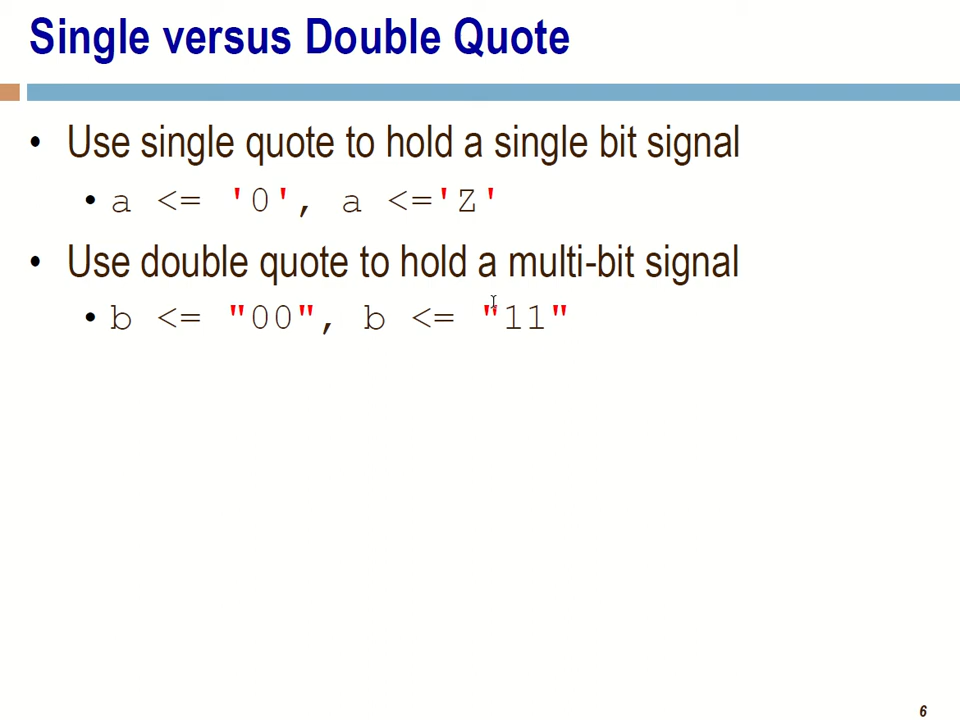 Single versus Double Quote
• Use single quote to hold a single bit signal
• a <= '0', a <='Z'
• Use double quote to hold a multi-bit signal
• b <= "00", b <= "11"
6